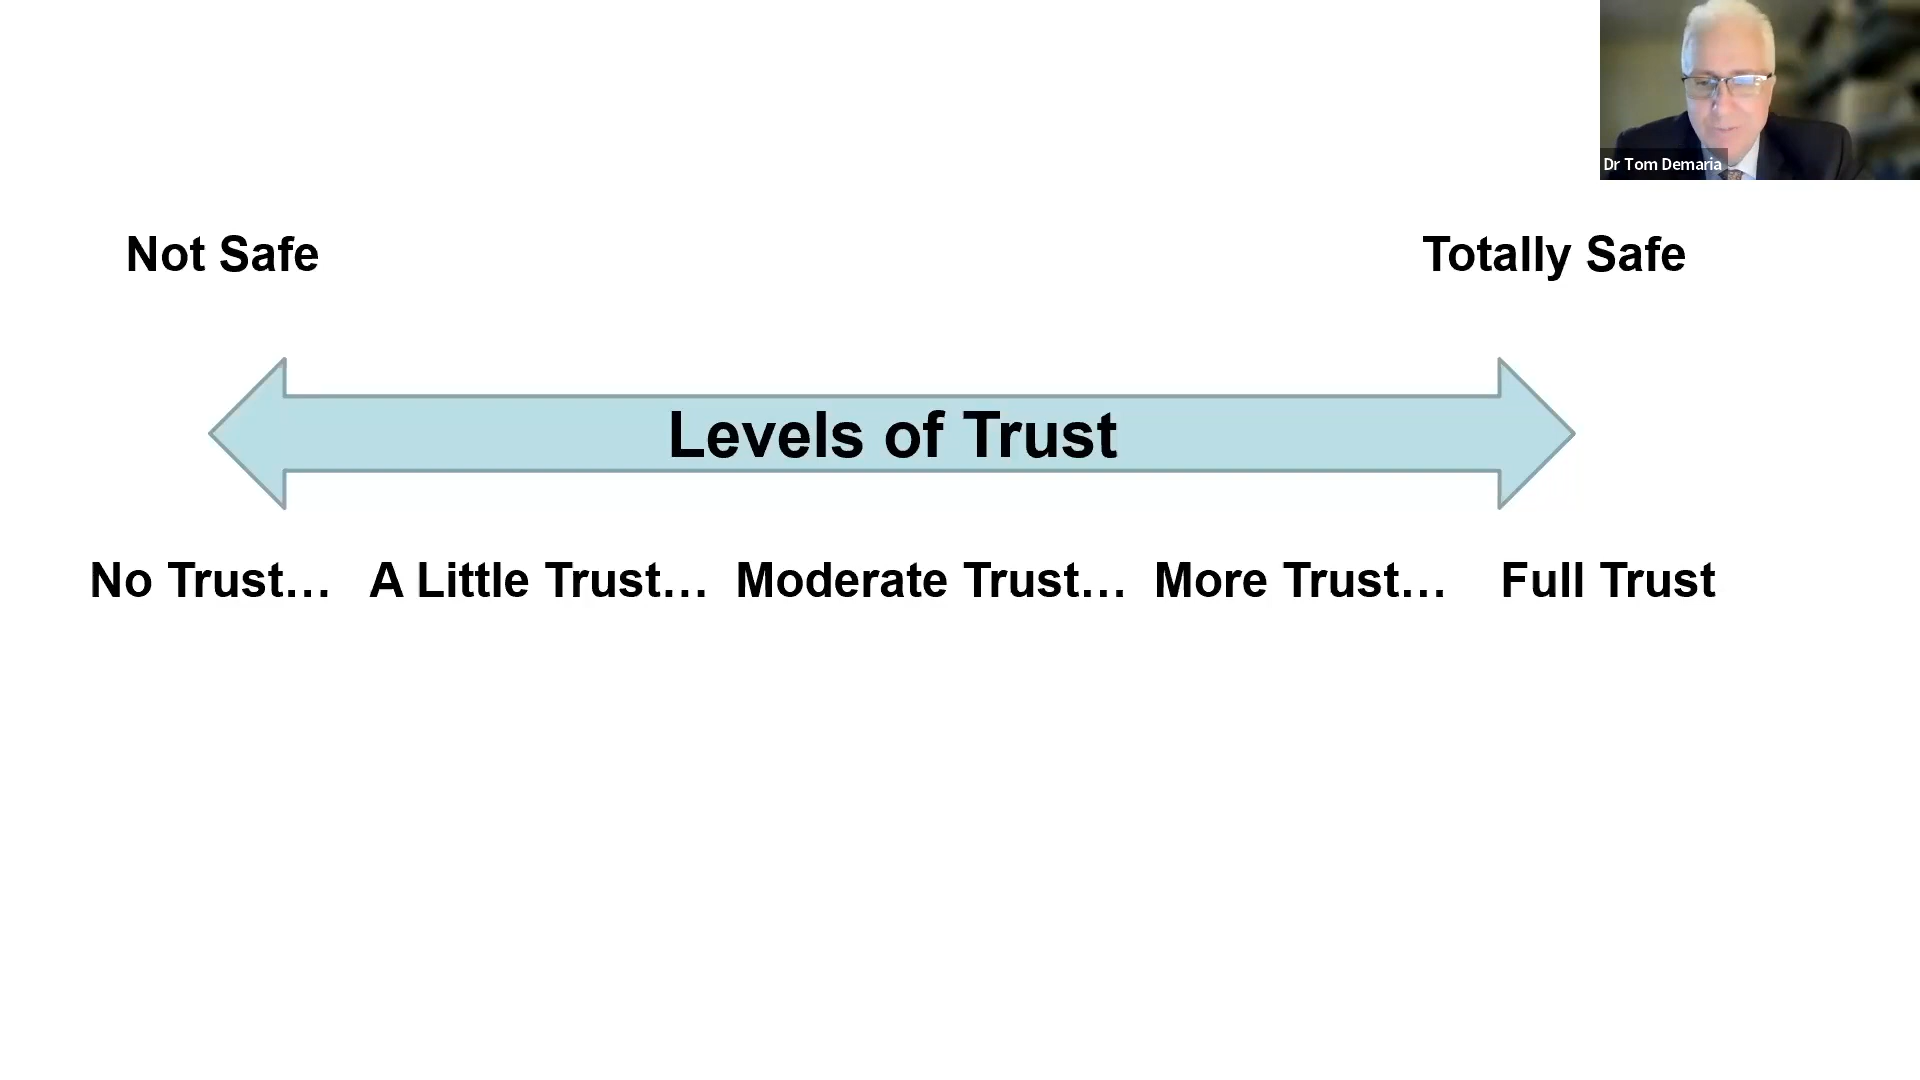 Dr Tom Demaria
Not Safe Totally Safe
Levels of Trust
No Trust… A Little Trust… Moderate Trust… More Trust… Full Trust